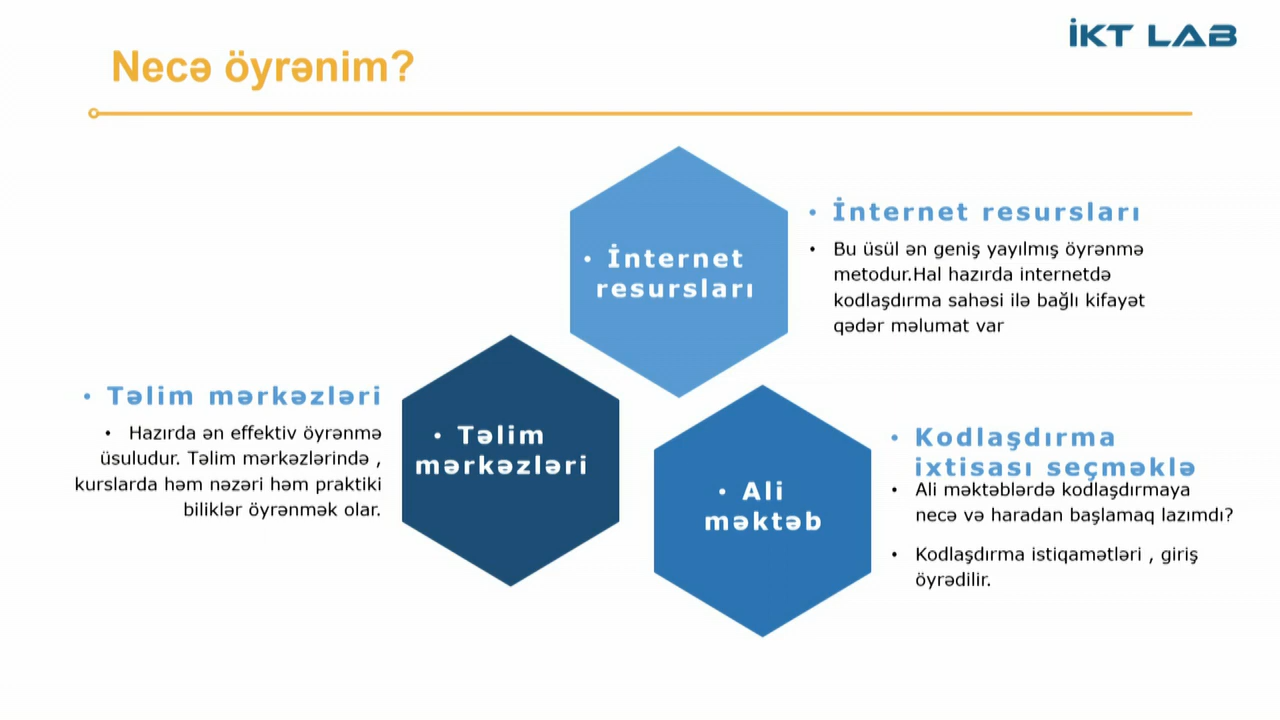 İKT LAB
Necə öyrənim?
• İnternet
resursları
• İnternet resursları
• Bu üsül ən geniş yayılmış öyrənmə
metodur.Hal hazırda internetdə
kodlaşdırma sahəsi ilə bağlı kifayət
qədər məlumat var
• Təlim mərkəzləri
• Hazırda ən effektiv öyrənmə
üsuludur. Təlim mərkəzlərində ,
kurslarda həm nəzəri həm praktiki
biliklər öyrənmək olar.
• Təlim
mərkəzləri
• Ali
məktəb
• Kodlaşdırma
ixtisası seçməklə
• Ali məktəblərdə kodlaşdırmaya
necə və haradan başlamaq lazımdı?
• Kodlaşdırma istiqamətləri , giriş
öyrədilir.